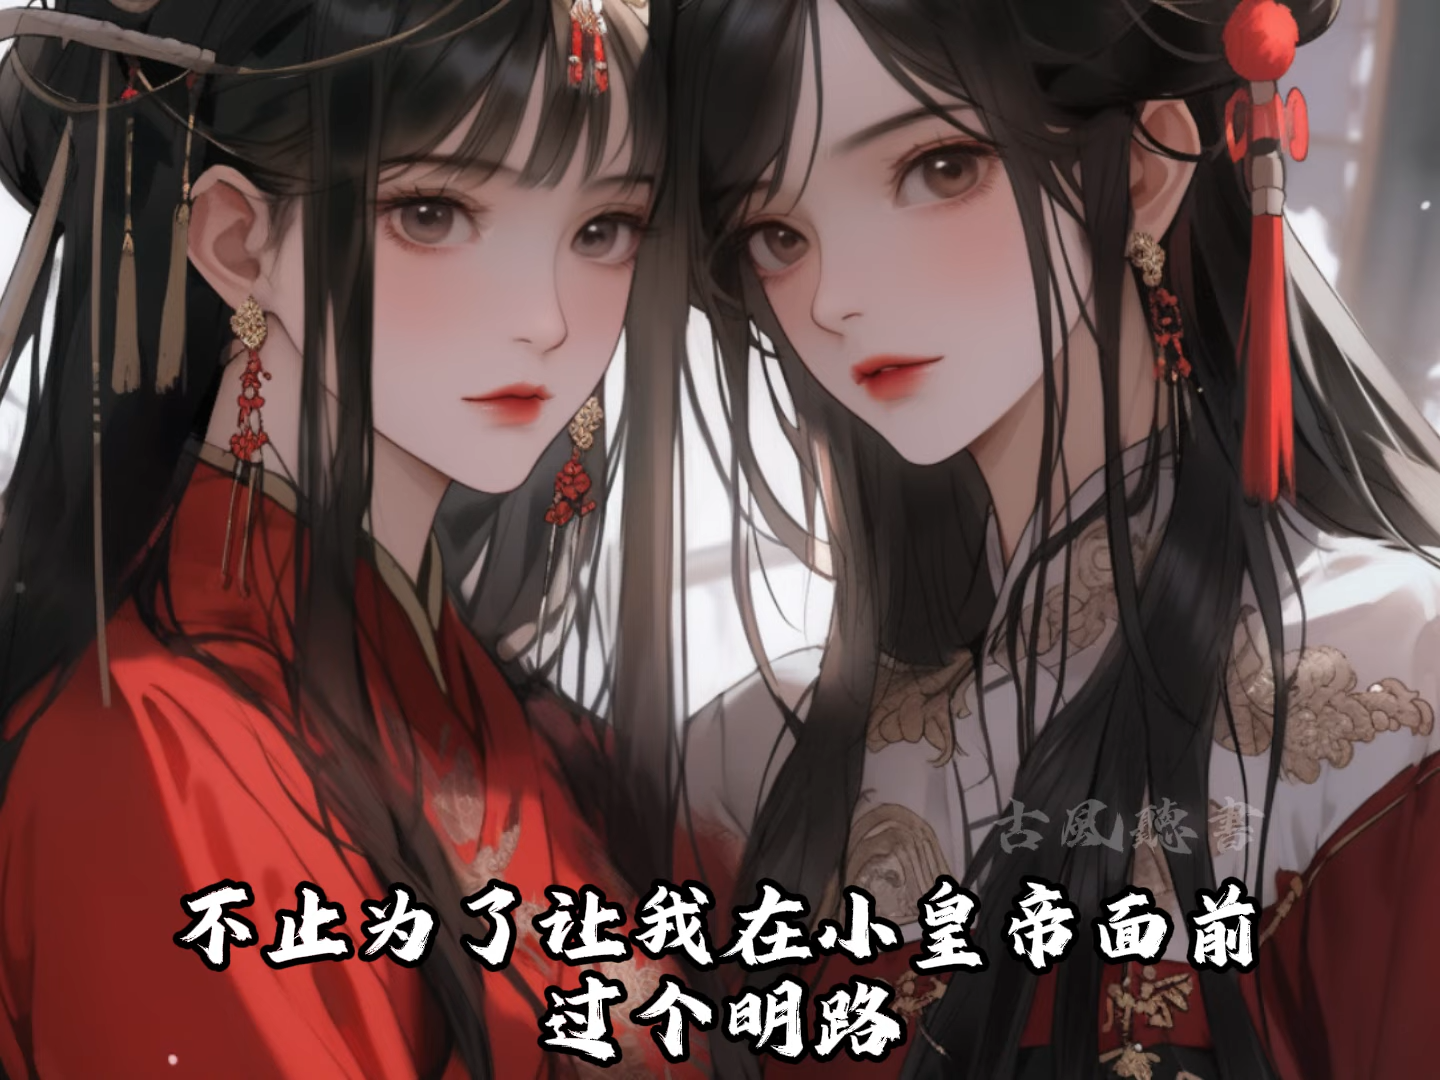 古風聽書
不止为了让我在小皇帝面前
过个明路